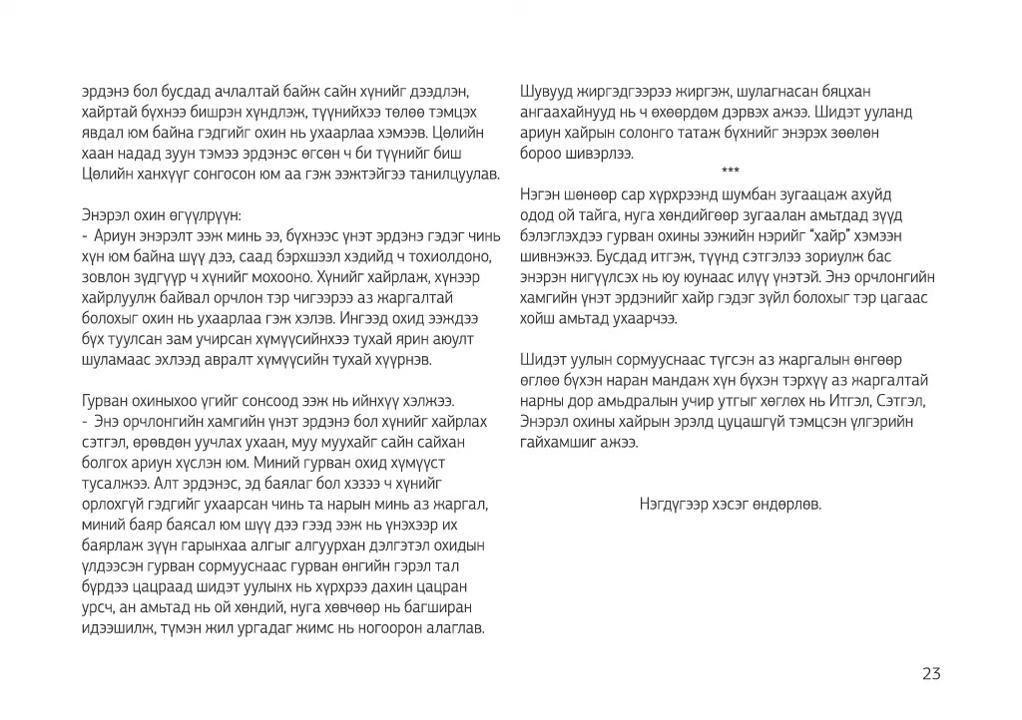 эрдэнэ бол бусдад ачлалтай байж сайн хүнийг дээдлэн,
хайртай бүхнээ бишрэн хүндлэж, түүнийхээ төлөө тэмцэх
явдал юм байна гэдгийг охин нь ухаарлаа хэмээв. Цөлийн
хаан надад зуун тэмээ эрдэнэс өгсөн ч би түүнийг биш
Цөлийн ханхүүг сонгосон юм аа гэж ээжтэйгээ танилцуулав.
Энэрэл охин өгүүлрүүн:
- Ариун энэрэлт ээж минь ээ, бүхнээс үнэт эрдэнэ гэдэг чинь
хүн юм байна шүү дээ, саад бэрхшээл хэдийд ч тохиолдоно,
зовлон зүдгүүр ч хүнийг мохооно. Хүнийг хайрлаж, хүнээр
хайрлуулж байвал орчлон тэр чигээрээ аз жаргалтай
болохыг охин нь ухаарлаа гэж хэлэв. Ингээд охид ээждээ
бүх туулсан зам учирсан хүмүүсийнхээ тухай ярин аюулт
шуламаас эхлээд авралт хүмүүсийн тухай хүүрнэв.
Гурван охиныхоо үгийг сонсоод ээж нь ийнхүү хэлжээ.
- Энэ орчлонгийн хамгийн үнэт эрдэнэ бол хүнийг хайрлах
сэтгэл, өрөвдөн уучлах ухаан, муу муухайг сайн сайхан
болгох ариун хүслэн юм. Миний гурван охид хүмүүст
тусалжээ. Алт эрдэнэс, эд баялаг бол хэзээ ч хүнийг
орлохгүй гэдгийг ухаарсан чинь та нарын минь аз жаргал,
миний баяр баясал юм шүү дээ гээд ээж нь үнэхээр их
баярлаж зүүн гарынхаа алгыг алгуурхан дэлгэтэл охидын
үлдээсэн гурван сормууснаас гурван өнгийн гэрэл тал
бүрдээ цацраад шидэт уулынх нь хүрхрээ дахин цацран
урсч, ан амьтад нь ой хөндий, нуга хөвчөөр нь багширан
идээшилж, түмэн жил ургадаг жимс нь ногоорон алаглав.
Шувууд жиргэдгээрээ жиргэж, шулагнасан бяцхан
ангаахайнууд нь ч өхөөрдөм дэрвэх ажээ. Шидэт ууланд
ариун хайрын солонго татаж бүхнийг энэрэх зөөлөн
бороо шивэрлээ.
***
Нэгэн шөнөөр сар хүрхрээнд шумбан зугаацаж ахуйд
одод ой тайга, нуга хөндийгөөр зугаалан амьтдад зүүд
бэлэглэхдээ гурван охины ээжийн нэрийг “хайр” хэмээн
шивнэжээ. Бусдад итгэж, түүнд сэтгэлээ зориулж бас
энэрэн нигүүлсэх нь юу юунаас илүү үнэтэй. Энэ орчлонгийн
хамгийн үнэт эрдэнийг хайр гэдэг зүйл болохыг тэр цагаас
хойш амьтад ухаарчээ.
Шидэт уулын сормууснаас түгсэн аз жаргалын өнгөөр
өглөө бүхэн наран мандаж хүн бүхэн тэрхүү аз жаргалтай
нарны дор амьдралын учир утгыг хөглөх нь Итгэл, Сэтгэл,
Энэрэл охины хайрын эрэлд цуцашгүй тэмцсэн үлгэрийн
гайхамшиг ажээ.
Нэгдүгээр хэсэг өндөрлөв.
23